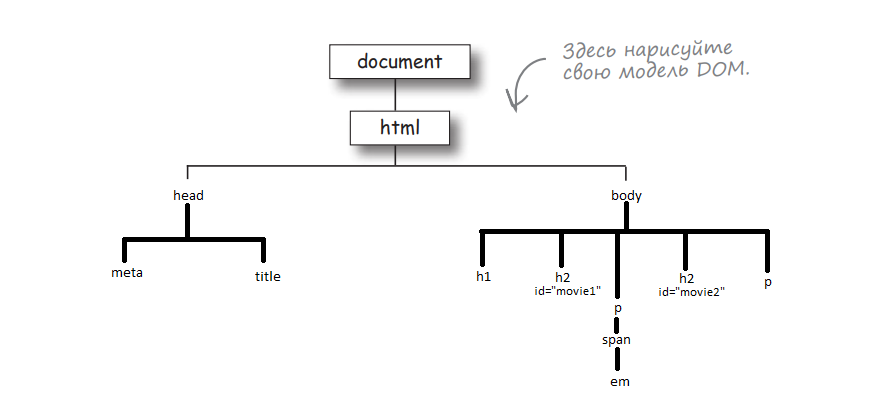 document
Здесь нарисуйте
свою модель DOM.
html
head
body
meta
title
h1
h2
id="movie1"
p
span
em
h2
id="movie2"
p